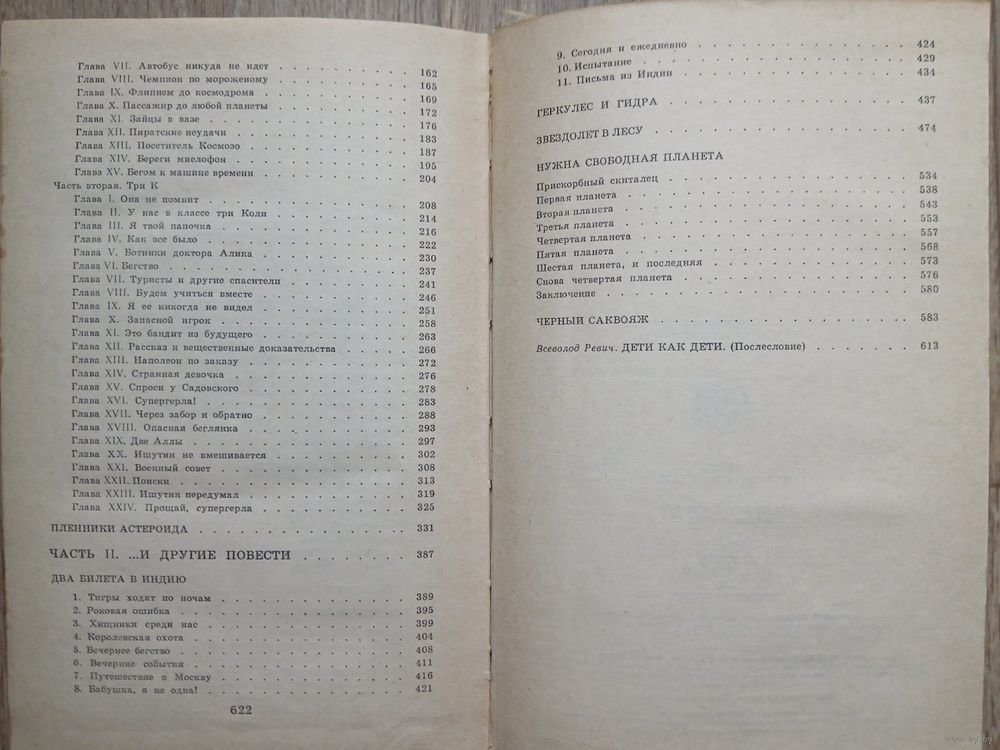 Глава VII. Автобус никуда не идет . . . . . . . . . . 162
Глава VIII. Чемпион по мороженому . . . . . . . . . . 165
Глава IX. Флипнем до космодрома . . . . . . . . . . 169
Глава X. Пассажир до любой планеты . . . . . . . . . . 172
Глава XI. Зайцы в вазе . . . . . . . . . . 176
Глава XII. Пиратские неудачи . . . . . . . . . . 183
Глава XIII. Посетитель Космозо . . . . . . . . . . 187
Глава XIV. Береги миелофон . . . . . . . . . . 195
Глава XV. Бегом к машине времени . . . . . . . . . . 204
Часть вторая. Три К
Глава I. Она не помнит . . . . . . . . . . 208
Глава II. У нас в классе три Коли . . . . . . . . . . 214
Глава III. Я твой папочка . . . . . . . . . . 216
Глава IV. Как все было . . . . . . . . . . 222
Глава V. Ботинки доктора Алика . . . . . . . . . . 230
Глава VI. Бегство . . . . . . . . . . 237
Глава VII. Туристы и другие спасители . . . . . . . . . . 241
Глава VIII. Будем учиться вместе . . . . . . . . . . 246
Глава IX. Я ее никогда не видел . . . . . . . . . . 251
Глава X. Запасной игрок . . . . . . . . . . 258
Глава XI. Это бандит из будущего . . . . . . . . . . 263
Глава XII. Рассказ и вещественные доказательства . . . . . . . 266
Глава XIII. Наполеон по заказу . . . . . . . . . . 272
Глава XIV. Странная девочка . . . . . . . . . . 276
Глава XV. Спроси у Садовского . . . . . . . . . . 278
Глава XVI. Супергерла! . . . . . . . . . . 283
Глава XVII. Через забор и обратно . . . . . . . . . . 288
Глава XVIII. Опасная беглянка . . . . . . . . . . 293
Глава XIX. Две Аллы . . . . . . . . . . 297
Глава XX. Ишутин не вмешивается . . . . . . . . . . 302
Глава XXI. Военный совет . . . . . . . . . . 308
Глава XXII. Поиски . . . . . . . . . . 313
Глава XXIII. Ишутин передумал . . . . . . . . . . 319
Глава XXIV. Прощай, супергерла . . . . . . . . . . 325
ПЛЕННИКИ АСТЕРОИДА . . . . . . . . . . 331
ЧАСТЬ II. ...И ДРУГИЕ ПОВЕСТИ . . . . . . . 387
ДВА БИЛЕТА В ИНДИЮ
1. Тигры ходят по ночам . . . . . . . . . . 389
2. Роковая ошибка . . . . . . . . . . 395
3. Хищники среди нас . . . . . . . . . . 399
4. Королевская охота . . . . . . . . . . 404
5. Вечернее бегство . . . . . . . . . . 408
6. Вечерние события . . . . . . . . . . 411
7. Путешествие в Москву . . . . . . . . . . 416
8. Бабушка, я не одна! . . . . . . . . . . 421
622
9. Сегодня и ежедневно . . . . . . . . . . 424
10. Испытание . . . . . . . . . . 429
11. Письма из Индии . . . . . . . . . . 434
ГЕРКУЛЕС И ГИДРА . . . . . . . . . . 437
ЗВЕЗДОЛЕТ В ЛЕСУ . . . . . . . . . . 474
НУЖНА СВОБОДНАЯ ПЛАНЕТА
Прискорбный скиталец . . . . . . . . . . 534
Первая планета . . . . . . . . . . 538
Вторая планета . . . . . . . . . . 543
Третья планета . . . . . . . . . . 553
Четвертая планета . . . . . . . . . . 557
Пятая планета . . . . . . . . . . 568
Шестая планета, и последняя . . . . . . . . . . 573
Снова четвертая планета . . . . . . . . . . 576
Заключение . . . . . . . . . . 580
ЧЕРНЫЙ САКВОЯЖ . . . . . . . . . . 583
Всеволод Ревич. ДЕТИ КАК ДЕТИ. (Послесловие) . . . . . . . 613
www.ay.by